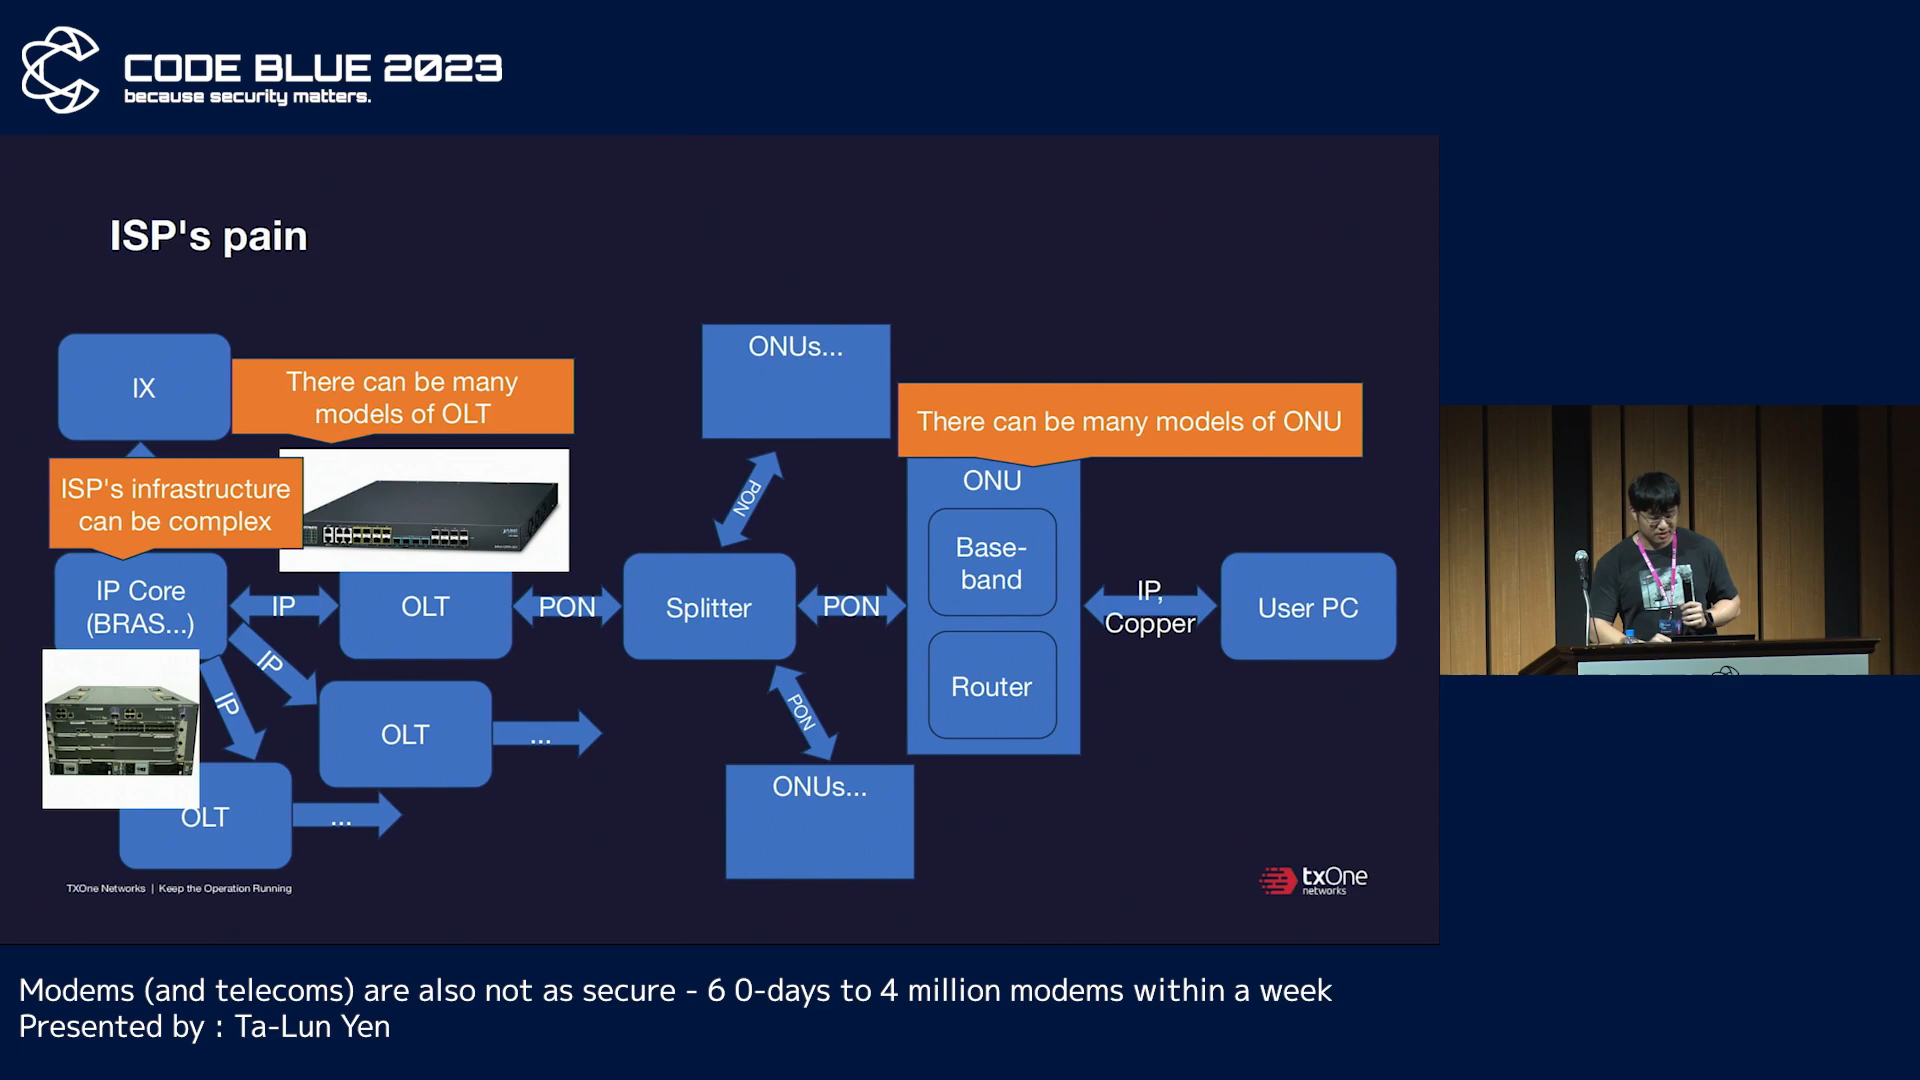 CODE BLUE 2023
because security matters.
ISP's pain
IX
There can be many
models of OLT
ISP's infrastructure
can be complex
IP Core
(BRAS...)
IP
IP
IP
OLT
OLT
OLT
...
...
PON
Splitter
PON
PON
PON
ONUs...
ONUs...
There can be many models of ONU
ONU
Base-
band
Router
IP,
Copper
User PC
TXOne Networks | Keep the Operation Running
txOne
networks
Modems (and telecoms) are also not as secure - 6 0-days to 4 million modems within a week
Presented by : Ta-Lun Yen